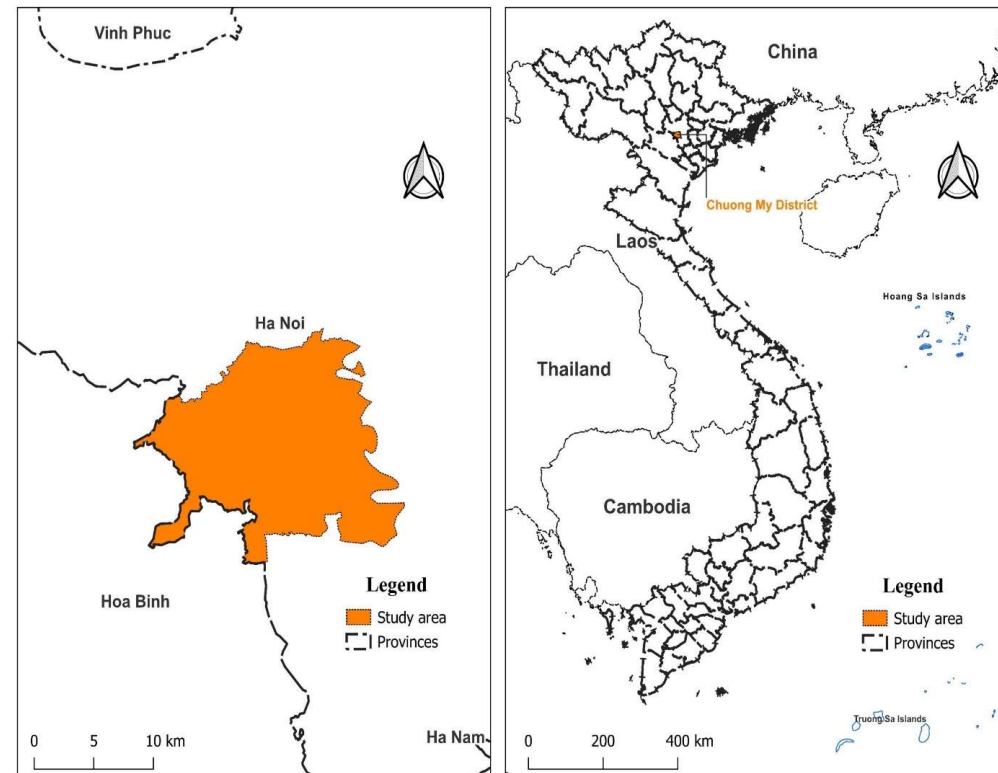 Vinh Phuc
Ha Noi
Hoa Binh
Legend
Study area
Provinces
Ha Nam
0 5 10 km
China
Chuong My District
Laos
Hoang Sa Islands
Thailand
Cambodia
Legend
Study area
Provinces
Truong Sa Islands
0 200 400 km